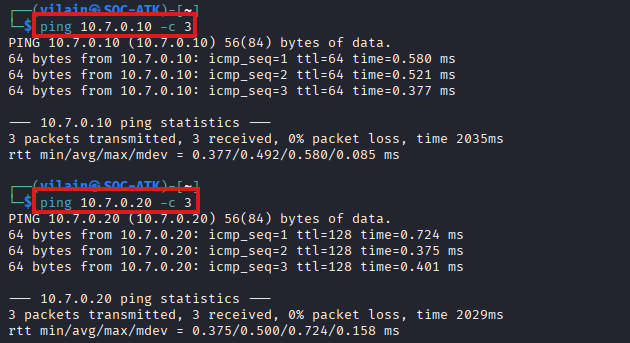 ┌──(vilain㉿SOC-ATK)-[~]
└─$ ping 10.7.0.10 -c 3
PING 10.7.0.10 (10.7.0.10) 56(84) bytes of data.
64 bytes from 10.7.0.10: icmp_seq=1 ttl=64 time=0.580 ms
64 bytes from 10.7.0.10: icmp_seq=2 ttl=64 time=0.521 ms
64 bytes from 10.7.0.10: icmp_seq=3 ttl=64 time=0.377 ms
--- 10.7.0.10 ping statistics ---
3 packets transmitted, 3 received, 0% packet loss, time 2035ms
rtt min/avg/max/mdev = 0.377/0.492/0.580/0.085 ms
┌──(vilain㉿SOC-ATK)-[~]
└─$ ping 10.7.0.20 -c 3
PING 10.7.0.20 (10.7.0.20) 56(84) bytes of data.
64 bytes from 10.7.0.20: icmp_seq=1 ttl=128 time=0.724 ms
64 bytes from 10.7.0.20: icmp_seq=2 ttl=128 time=0.375 ms
64 bytes from 10.7.0.20: icmp_seq=3 ttl=128 time=0.401 ms
--- 10.7.0.20 ping statistics ---
3 packets transmitted, 3 received, 0% packet loss, time 2029ms
rtt min/avg/max/mdev = 0.375/0.500/0.724/0.158 ms